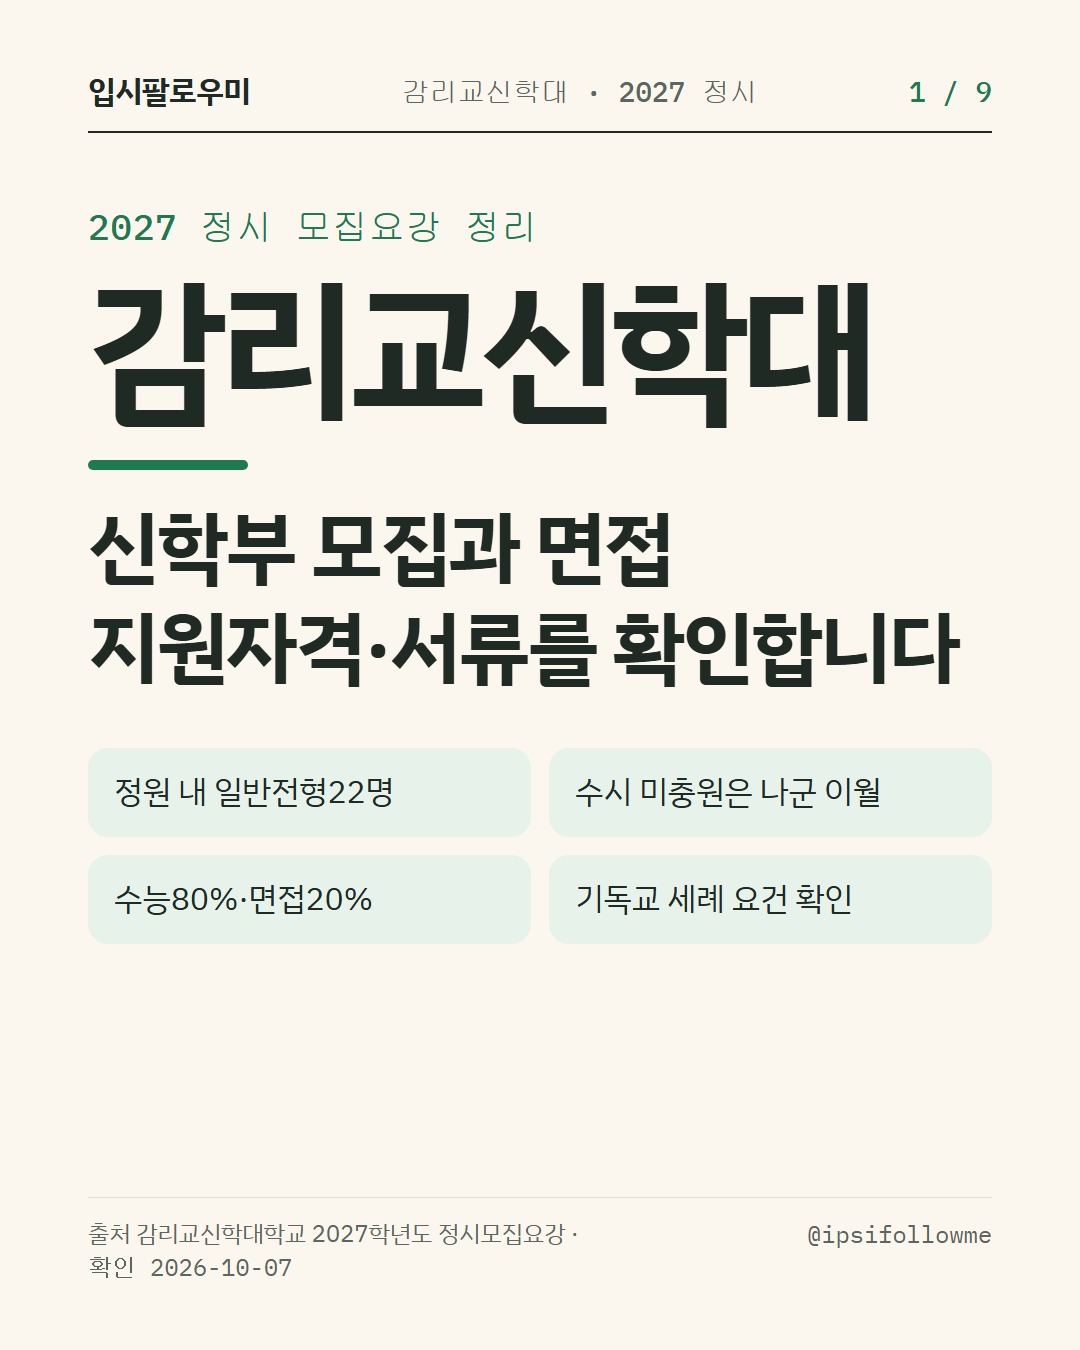 입시팔로우미
감리교신학대 · 2027 정시
1 / 9
2027 정시 모집요강 정리
감리교신학대
신학부 모집과 면접
지원자격·서류를 확인합니다
정원 내 일반전형22명
수시 미충원은 나군 이월
수능80%·면접20%
기독교 세례 요건 확인
출처 감리교신학대학교 2027학년도 정시모집요강 ·
확인 2026-10-07
@ipsifollowme